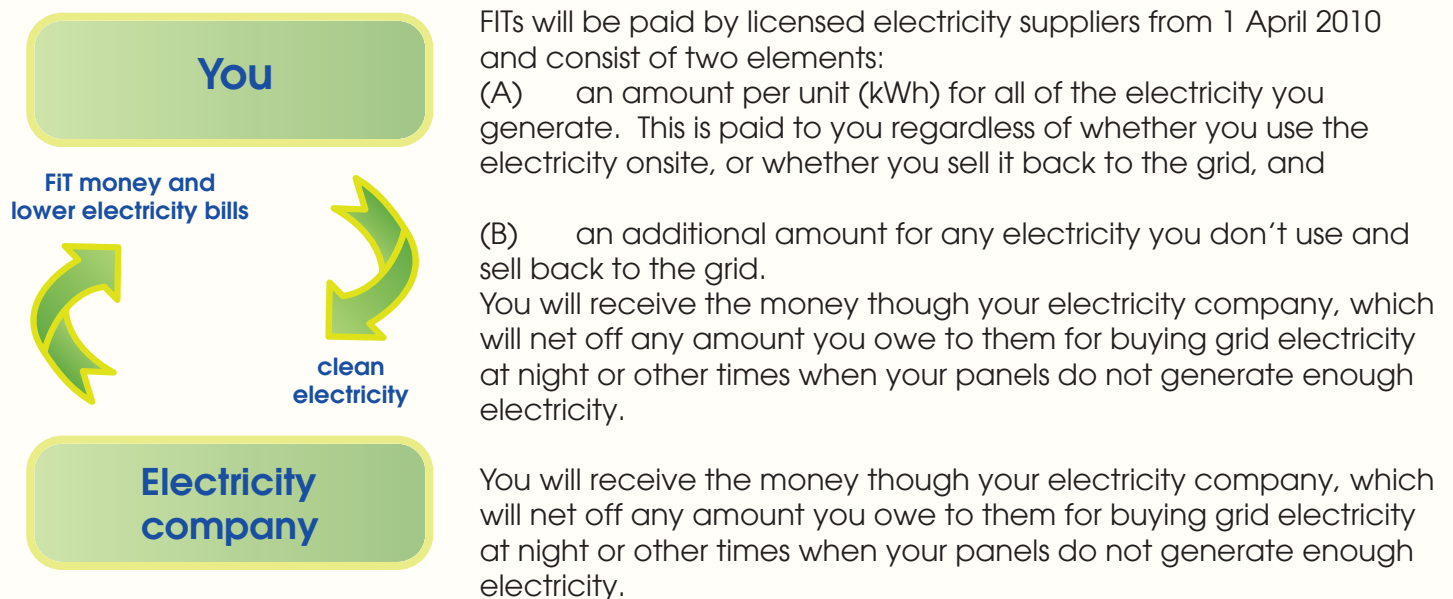 You
FiT money and
lower electricity bills
clean
electricity
Electricity
company
FITs will be paid by licensed electricity suppliers from 1 April 2010
and consist of two elements:
(A) an amount per unit (kWh) for all of the electricity you
generate. This is paid to you regardless of whether you use the
electricity onsite, or whether you sell it back to the grid, and
(B) an additional amount for any electricity you don't use and
sell back to the grid.
You will receive the money though your electricity company, which
will net off any amount you owe to them for buying grid electricity
at night or other times when your panels do not generate enough
electricity.
You will receive the money though your electricity company, which
will net off any amount you owe to them for buying grid electricity
at night or other times when your panels do not generate enough
electricity.